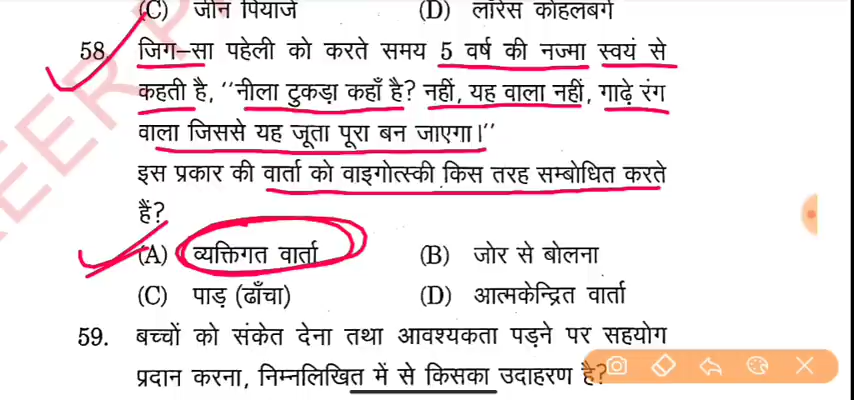 (C) जीन पियाजे (D) लॉरेंस कोहलबर्ग
58. जिग–सा पहेली को करते समय 5 वर्ष की नज्मा स्वयं से
कहती है, ‘‘नीला टुकड़ा कहाँ है? नहीं, यह वाला नहीं, गाढ़े रंग
वाला जिससे यह जूता पूरा बन जाएगा।’’
इस प्रकार की वार्ता को वाइगोत्स्की किस तरह सम्बोधित करते
हैं?
(A) व्यक्तिगत वार्ता (B) जोर से बोलना
(C) पाड़ (ढाँचा) (D) आत्मकेन्द्रित वार्ता
59. बच्चों को संकेत देना तथा आवश्यकता पड़ने पर सहयोग
प्रदान करना, निम्नलिखित में से किसका उदाहरण है?